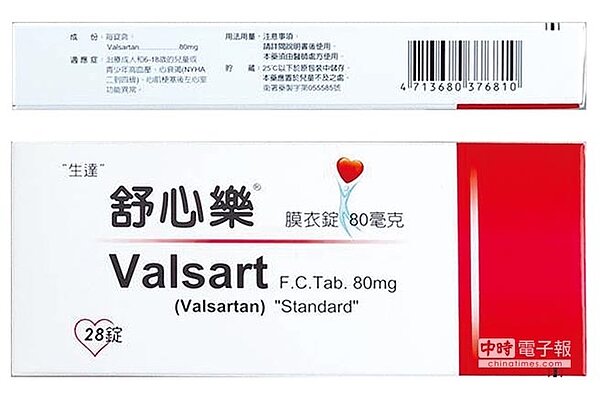 成　份：每錠含：
Valsartan....................80mg
適應症：治療成人和6-18歲的兒童或
青少年高血壓、心衰竭(NYHA
二到四級)、心肌梗塞後左心室
功能異常。
用法用量、注意事項：
請詳閱說明書後使用。
本藥須由醫師處方使用。
貯　藏：25℃以下於原包裝中儲存。
本藥應置於兒童不及之處。
衛署藥製字第055585號
4 713680 376810
"生達"
舒心樂®
膜衣錠 80毫克
Valsart F.C.Tab. 80mg
(Valsartan) "Standard"
28錠
中時電子報
chinatimes.com